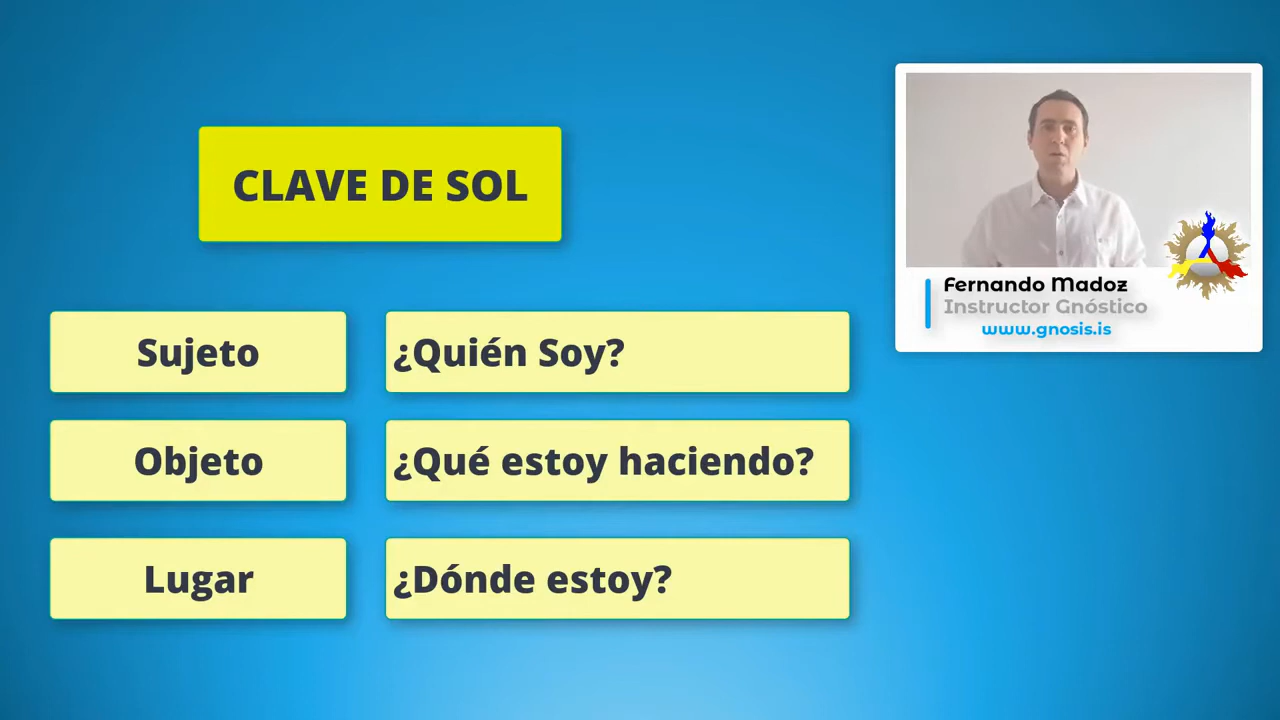 CLAVE DE SOL
Sujeto
¿Quién Soy?
Objeto
¿Qué estoy haciendo?
Lugar
¿Dónde estoy?
Fernando Madoz
Instructor Gnóstico
www.gnosis.is